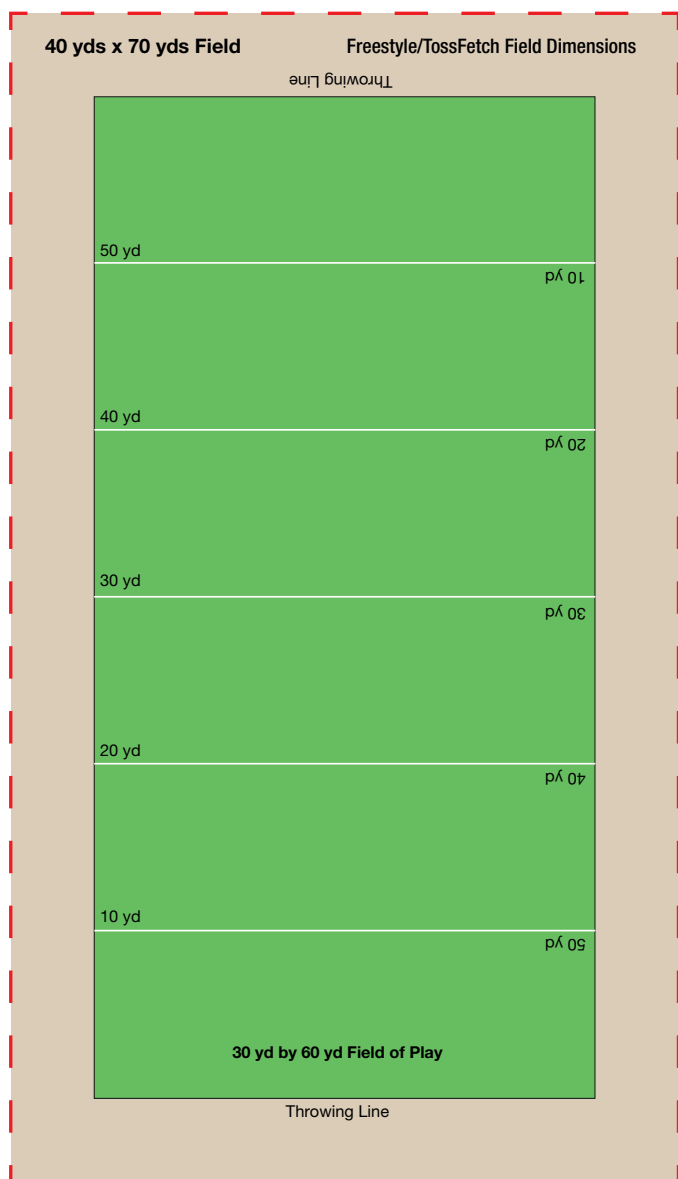 40 yds x 70 yds Field
Freestyle/TossFetch Field Dimensions
Throwing Line
50 yd
10 yd
40 yd
20 yd
30 yd
30 yd
20 yd
40 yd
10 yd
50 yd
30 yd by 60 yd Field of Play
Throwing Line